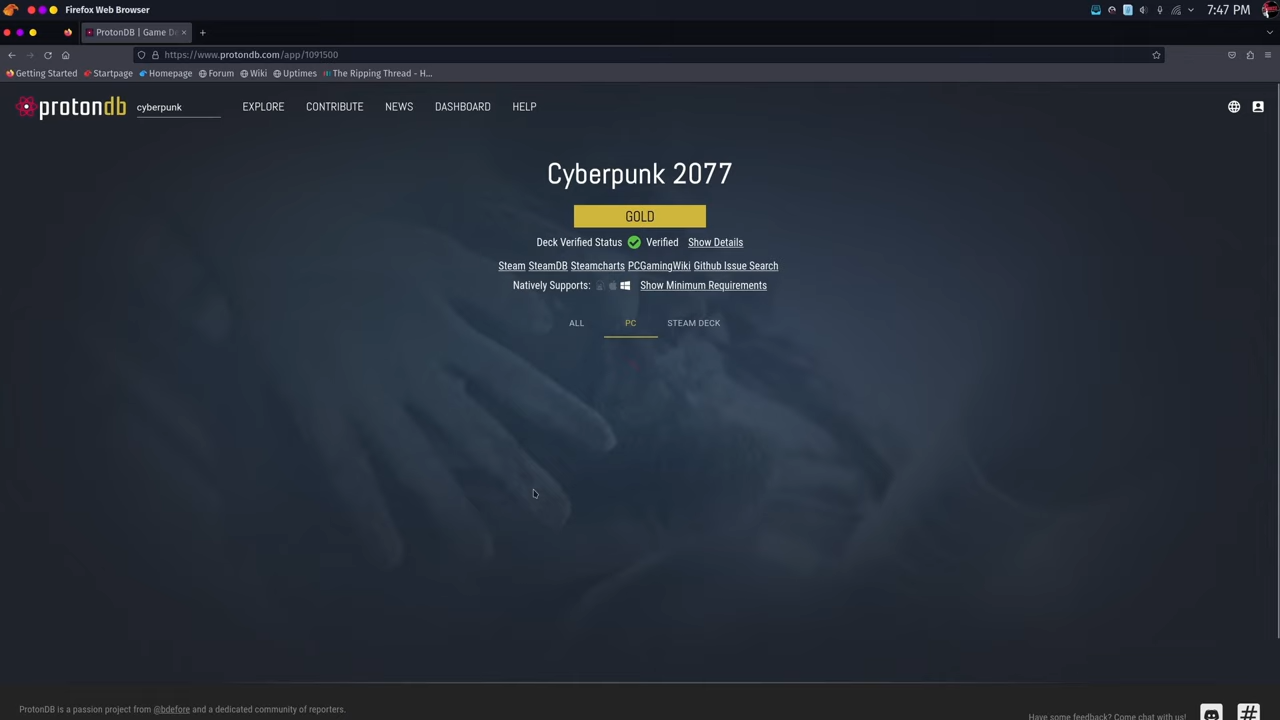 Firefox Web Browser
7:47 PM
ProtonDB | Game De
https://www.protondb.com/app/1091500
Getting Started Startpage Homepage Forum Wiki Uptimes The Ripping Thread - H...
protondb cyberpunk EXPLORE CONTRIBUTE NEWS DASHBOARD HELP
Cyberpunk 2077
GOLD
Deck Verified Status Verified Show Details
Steam SteamDB Steamcharts PCGamingWiki Github Issue Search
Natively Supports: Show Minimum Requirements
ALL PC STEAM DECK
ProtonDB is a passion project from @bdefore and a dedicated community of reporters.
Have some feedback? Come chat with us!